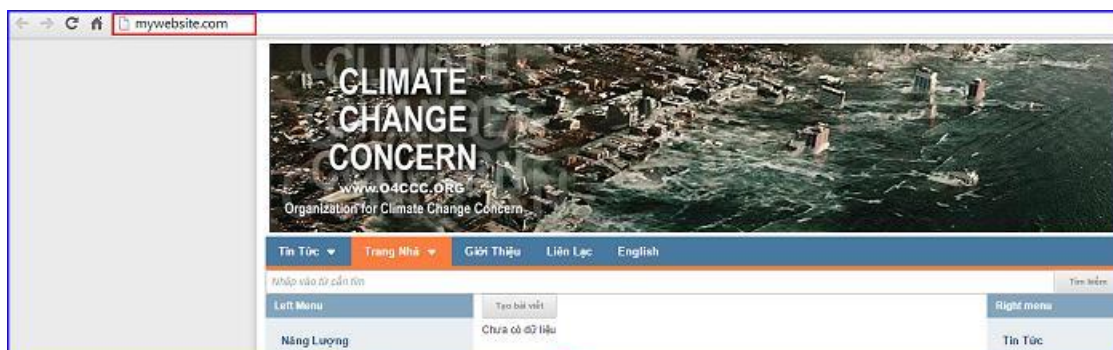 mywebsite.com
CLIMATE
CHANGE
CONCERN
WWW.O4CCC.ORG
Organization for Climate Change Concern
Tin Tức Trang Nhà Giới Thiệu Liên Lạc English
Nhập vào từ cần tìm Tìm kiếm
Left Menu Tạo bài viết Right menu
Chưa có dữ liệu
Năng Lượng Tin Tức